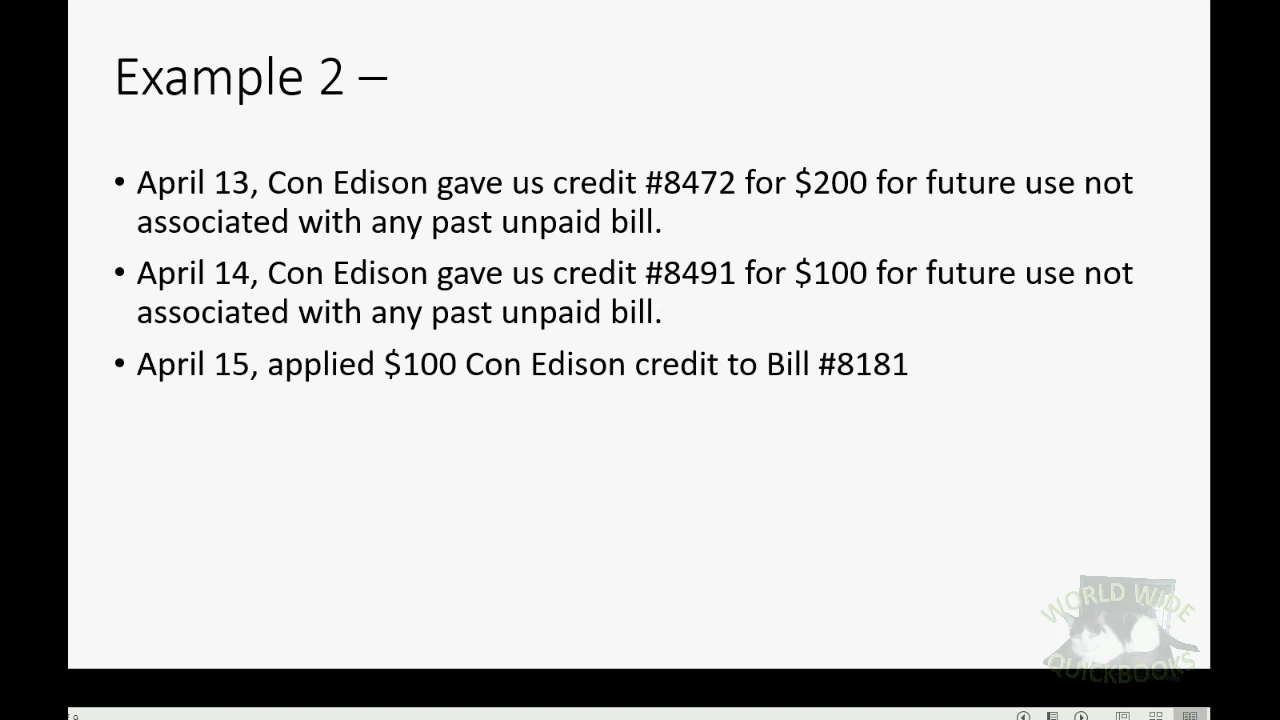 Example 2 –
• April 13, Con Edison gave us credit #8472 for $200 for future use not
associated with any past unpaid bill.
• April 14, Con Edison gave us credit #8491 for $100 for future use not
associated with any past unpaid bill.
• April 15, applied $100 Con Edison credit to Bill #8181
WORLD WIDE
QUICKBOOKS